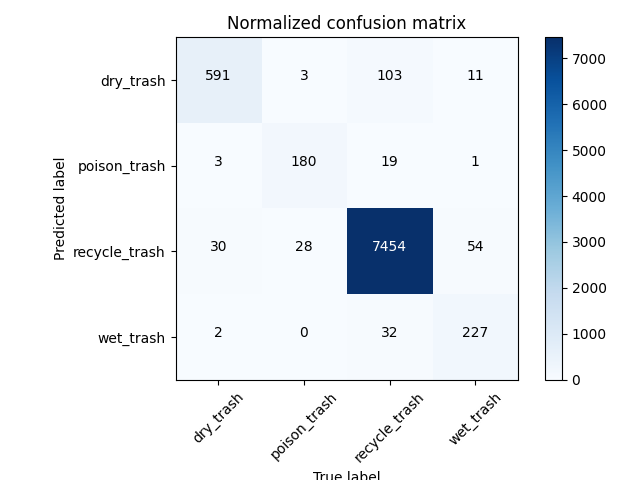 Normalized confusion matrix
dry_trash 591 3 103 11
poison_trash 3 180 19 1
recycle_trash 30 28 7454 54
wet_trash 2 0 32 227
Predicted label
dry_trash poison_trash recycle_trash wet_trash
True label
7000
6000
5000
4000
3000
2000
1000
0